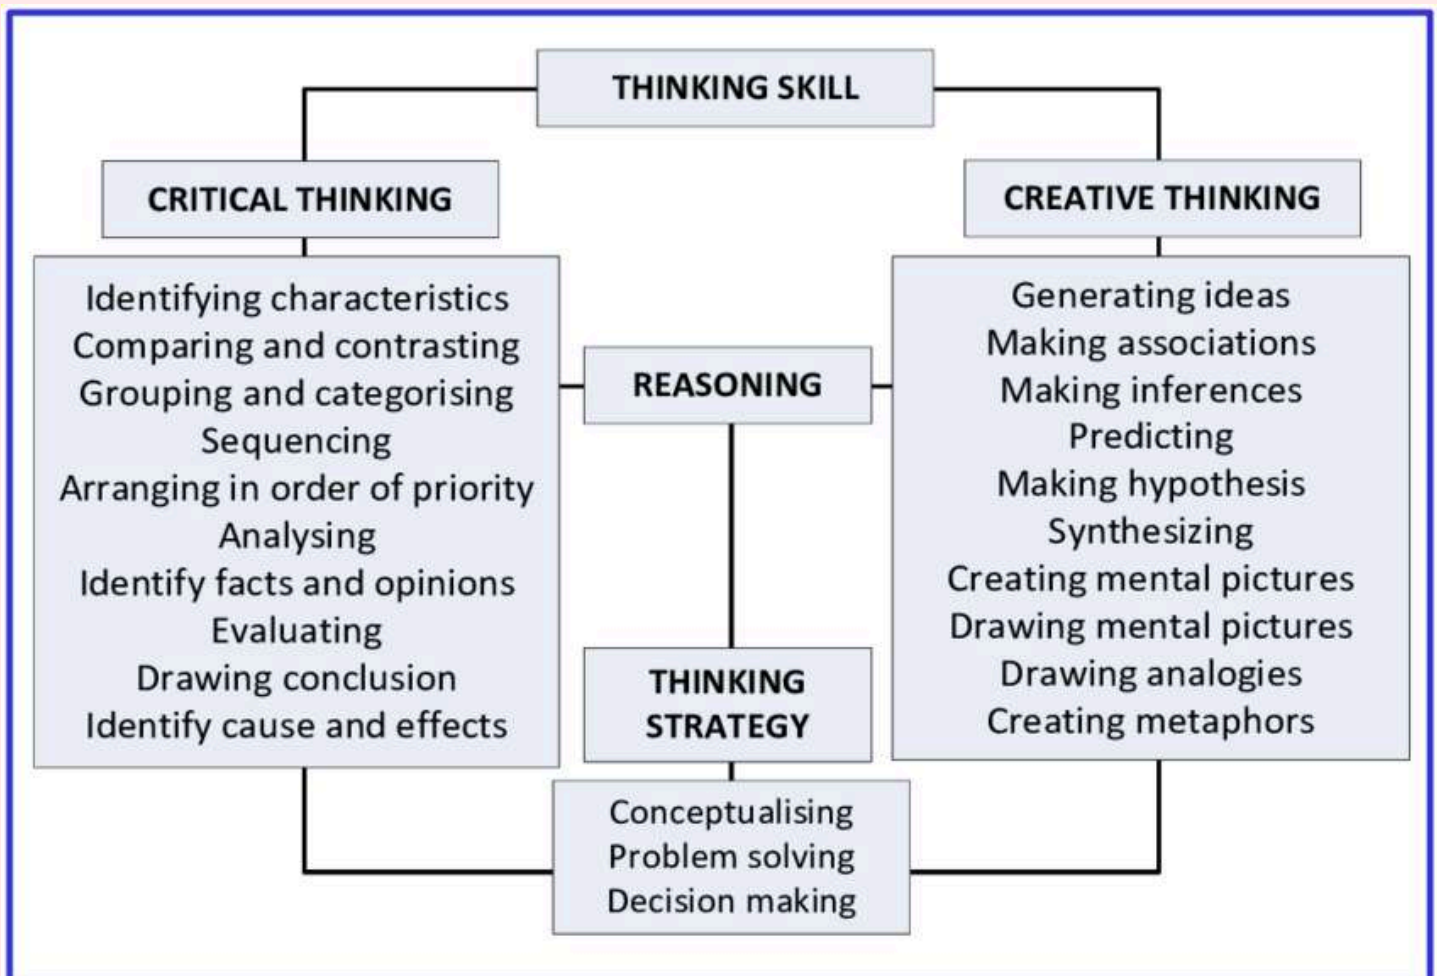 THINKING SKILL
CRITICAL THINKING
Identifying characteristics
Comparing and contrasting
Grouping and categorising
Sequencing
Arranging in order of priority
Analysing
Identify facts and opinions
Evaluating
Drawing conclusion
Identify cause and effects
REASONING
THINKING
STRATEGY
Conceptualising
Problem solving
Decision making
CREATIVE THINKING
Generating ideas
Making associations
Making inferences
Predicting
Making hypothesis
Synthesizing
Creating mental pictures
Drawing mental pictures
Drawing analogies
Creating metaphors